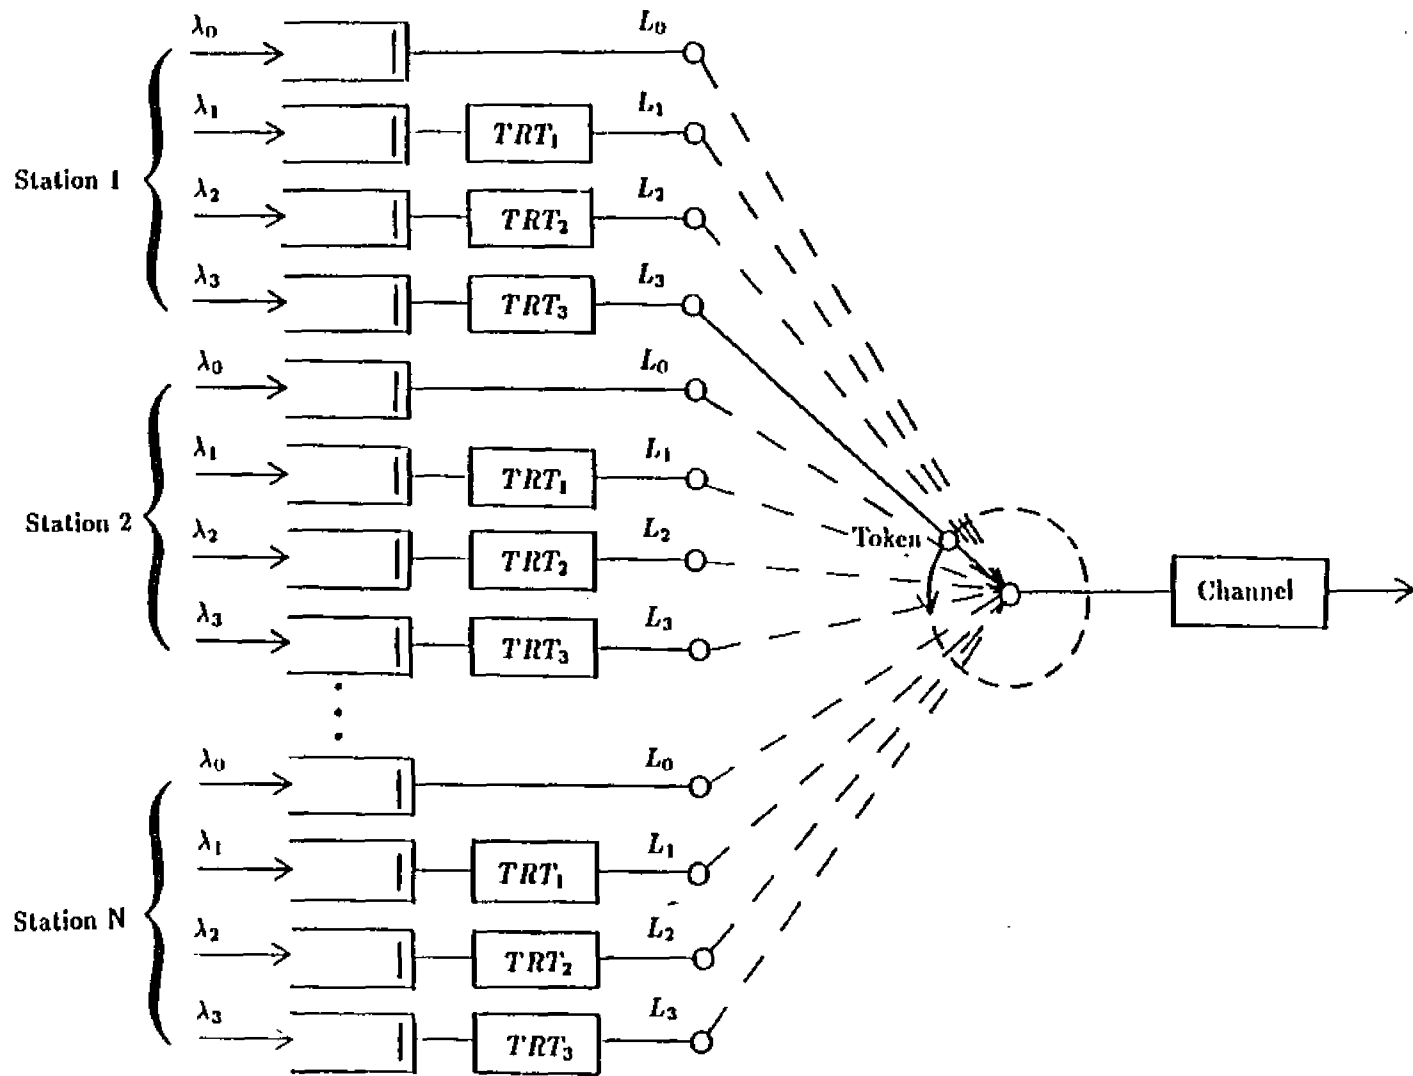 λ₀ L₀
λ₁ TRT₁ L₁
Station 1
λ₂ TRT₂ L₂
λ₃ TRT₃ L₃
λ₀ L₀
λ₁ TRT₁ L₁
Station 2
λ₂ TRT₂ L₂
λ₃ TRT₃ L₃
Token
Channel
λ₀ L₀
λ₁ TRT₁ L₁
Station N
λ₂ TRT₂ L₂
λ₃ TRT₃ L₃